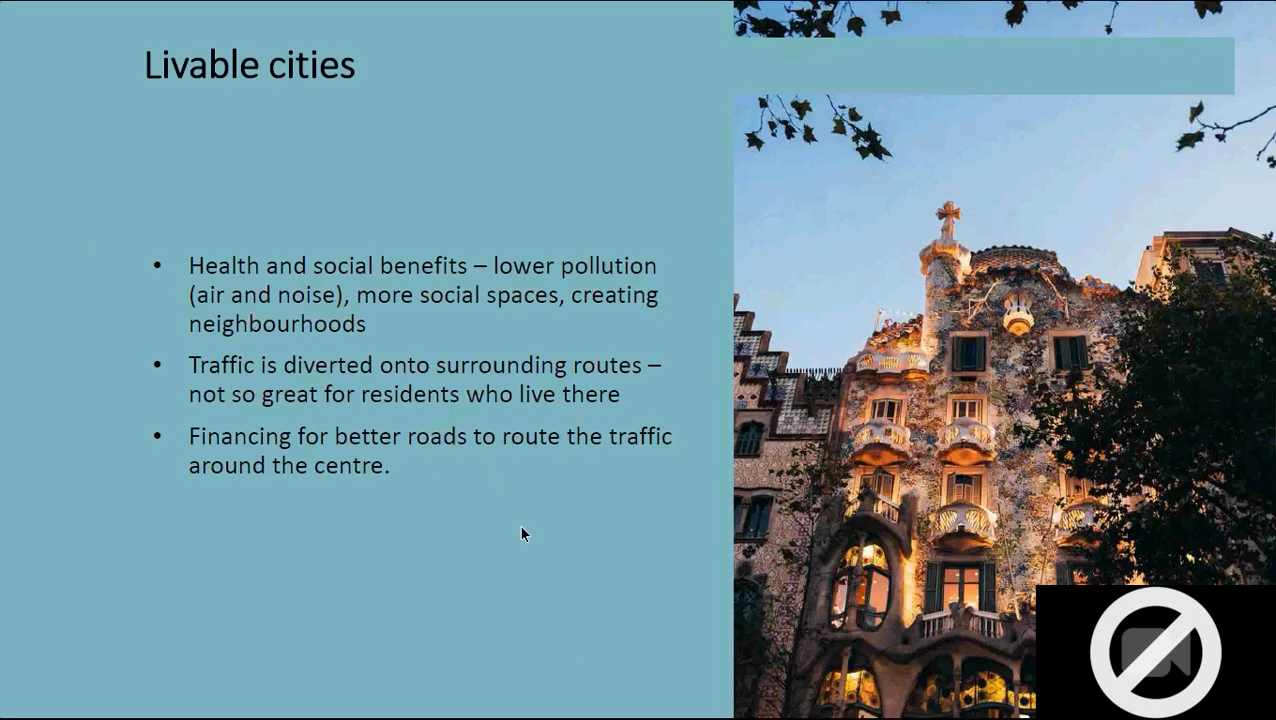 Livable cities
• Health and social benefits – lower pollution
(air and noise), more social spaces, creating
neighbourhoods
• Traffic is diverted onto surrounding routes –
not so great for residents who live there
• Financing for better roads to route the traffic
around the centre.